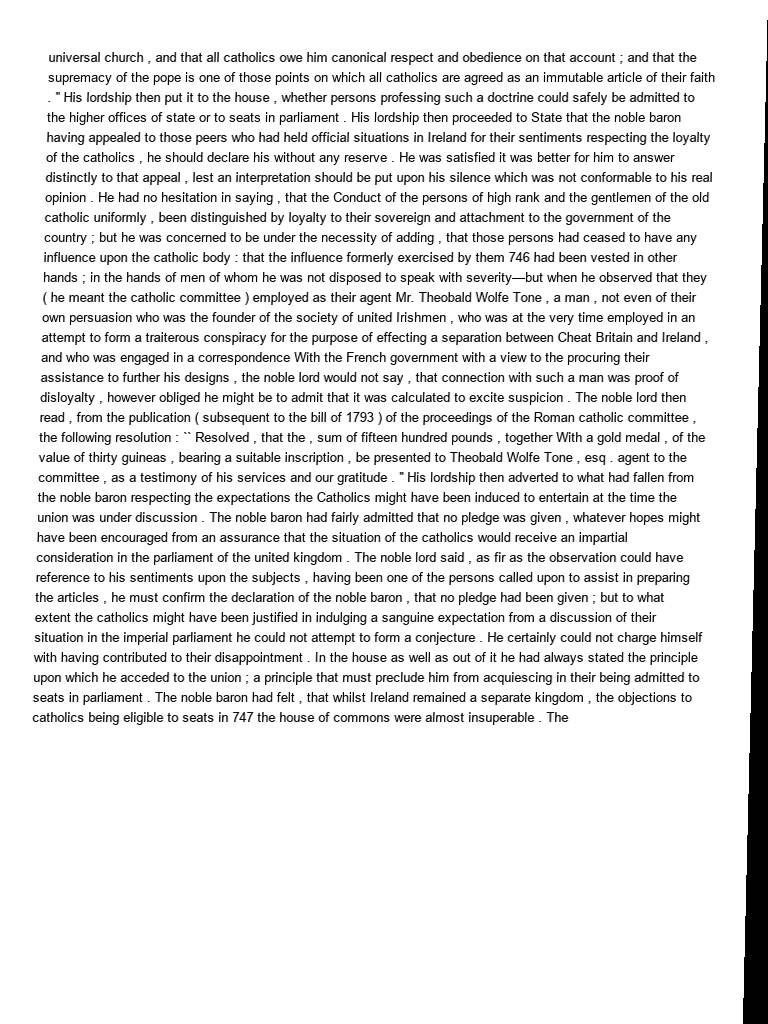 universal church , and that all catholics owe him canonical respect and obedience on that account ; and that the
supremacy of the pope is one of those points on which all catholics are agreed as an immutable article of their faith
. " His lordship then put it to the house , whether persons professing such a doctrine could safely be admitted to
the higher offices of state or to seats in parliament . His lordship then proceeded to State that the noble baron
having appealed to those peers who had held official situations in Ireland for their sentiments respecting the loyalty
of the catholics , he should declare his without any reserve . He was satisfied it was better for him to answer
distinctly to that appeal , lest an interpretation should be put upon his silence which was not conformable to his real
opinion . He had no hesitation in saying , that the Conduct of the persons of high rank and the gentlemen of the old
catholic uniformly , been distinguished by loyalty to their sovereign and attachment to the government of the
country ; but he was concerned to be under the necessity of adding , that those persons had ceased to have any
influence upon the catholic body : that the influence formerly exercised by them 746 had been vested in other
hands ; in the hands of men of whom he was not disposed to speak with severity—but when he observed that they
( he meant the catholic committee ) employed as their agent Mr. Theobald Wolfe Tone , a man , not even of their
own persuasion who was the founder of the society of united Irishmen , who was at the very time employed in an
attempt to form a traiterous conspiracy for the purpose of effecting a separation between Cheat Britain and Ireland ,
and who was engaged in a correspondence With the French government with a view to the procuring their
assistance to further his designs , the noble lord would not say , that connection with such a man was proof of
disloyalty , however obliged he might be to admit that it was calculated to excite suspicion . The noble lord then
read , from the publication ( subsequent to the bill of 1793 ) of the proceedings of the Roman catholic committee ,
the following resolution : `` Resolved , that the , sum of fifteen hundred pounds , together With a gold medal , of the
value of thirty guineas , bearing a suitable inscription , be presented to Theobald Wolfe Tone , esq . agent to the
committee , as a testimony of his services and our gratitude . " His lordship then adverted to what had fallen from
the noble baron respecting the expectations the Catholics might have been induced to entertain at the time the
union was under discussion . The noble baron had fairly admitted that no pledge was given , whatever hopes might
have been encouraged from an assurance that the situation of the catholics would receive an impartial
consideration in the parliament of the united kingdom . The noble lord said , as fir as the observation could have
reference to his sentiments upon the subjects , having been one of the persons called upon to assist in preparing
the articles , he must confirm the declaration of the noble baron , that no pledge had been given ; but to what
extent the catholics might have been justified in indulging a sanguine expectation from a discussion of their
situation in the imperial parliament he could not attempt to form a conjecture . He certainly could not charge himself
with having contributed to their disappointment . In the house as well as out of it he had always stated the principle
upon which he acceded to the union ; a principle that must preclude him from acquiescing in their being admitted to
seats in parliament . The noble baron had felt , that whilst Ireland remained a separate kingdom , the objections to
catholics being eligible to seats in 747 the house of commons were almost insuperable . The